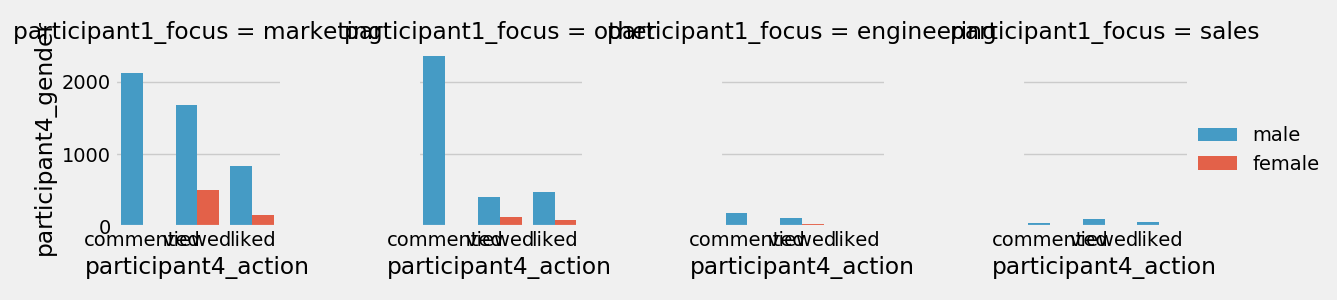 participant1_focus = marketing
participant1_focus = other
participant1_focus = engineering
participant1_focus = sales
participant4_gender
2000
1000
0
commented viewed liked
commented viewed liked
commented viewed liked
commented viewed liked
participant4_action
participant4_action
participant4_action
participant4_action
male
female